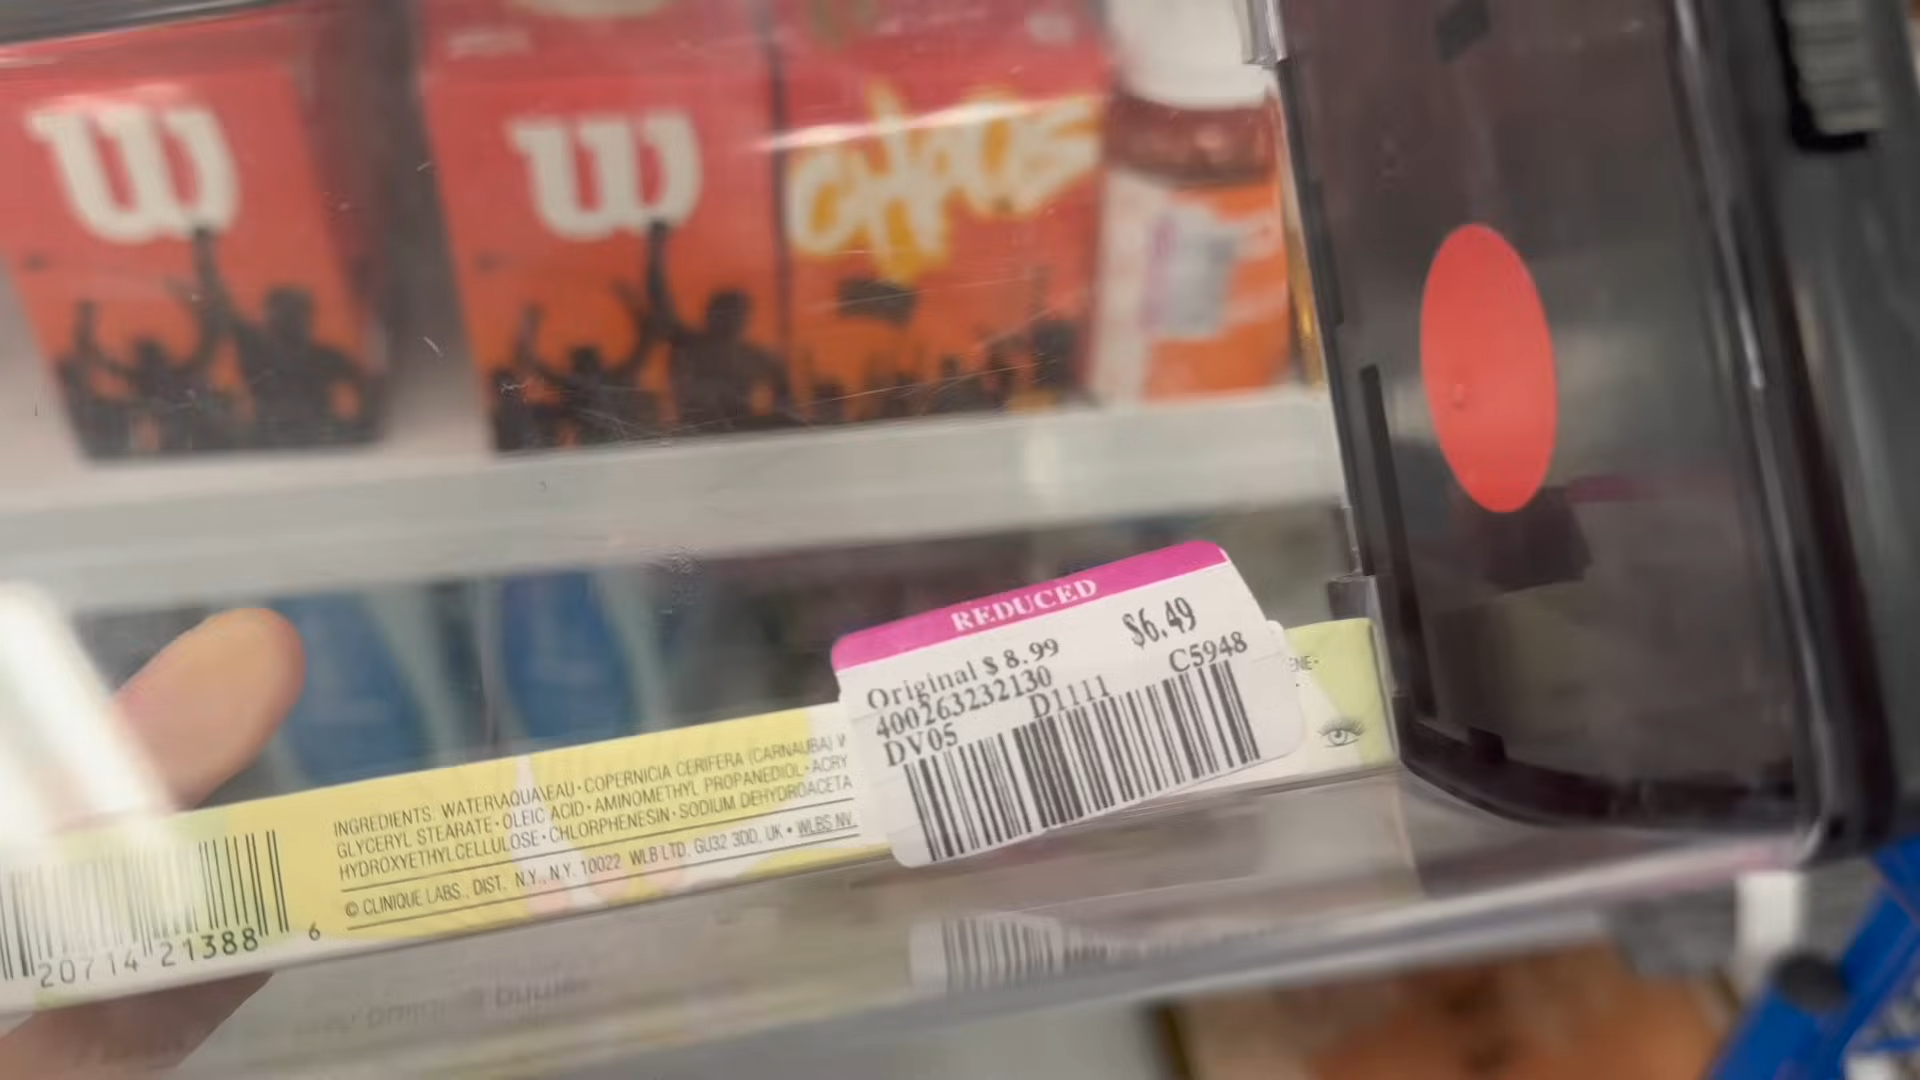 W
W
CHAOS
REDUCED
$6.49
Original $ 8.99
C5948
400263232130
D1111
DV05
ENE•
INGREDIENTS: WATER\AQUA\EAU • COPERNICIA CERIFERA (CARNAUBA) W
GLYCERYL STEARATE • OLEIC ACID • AMINOMETHYL PROPANEDIOL • ACRY
HYDROXYETHYLCELLULOSE • CHLORPHENESIN • SODIUM DEHYDROACETA
© CLINIQUE LABS., DIST. N.Y., N.Y. 10022 WLB LTD, GU32 3DD, UK • WLBS NV,
20714 21388 6